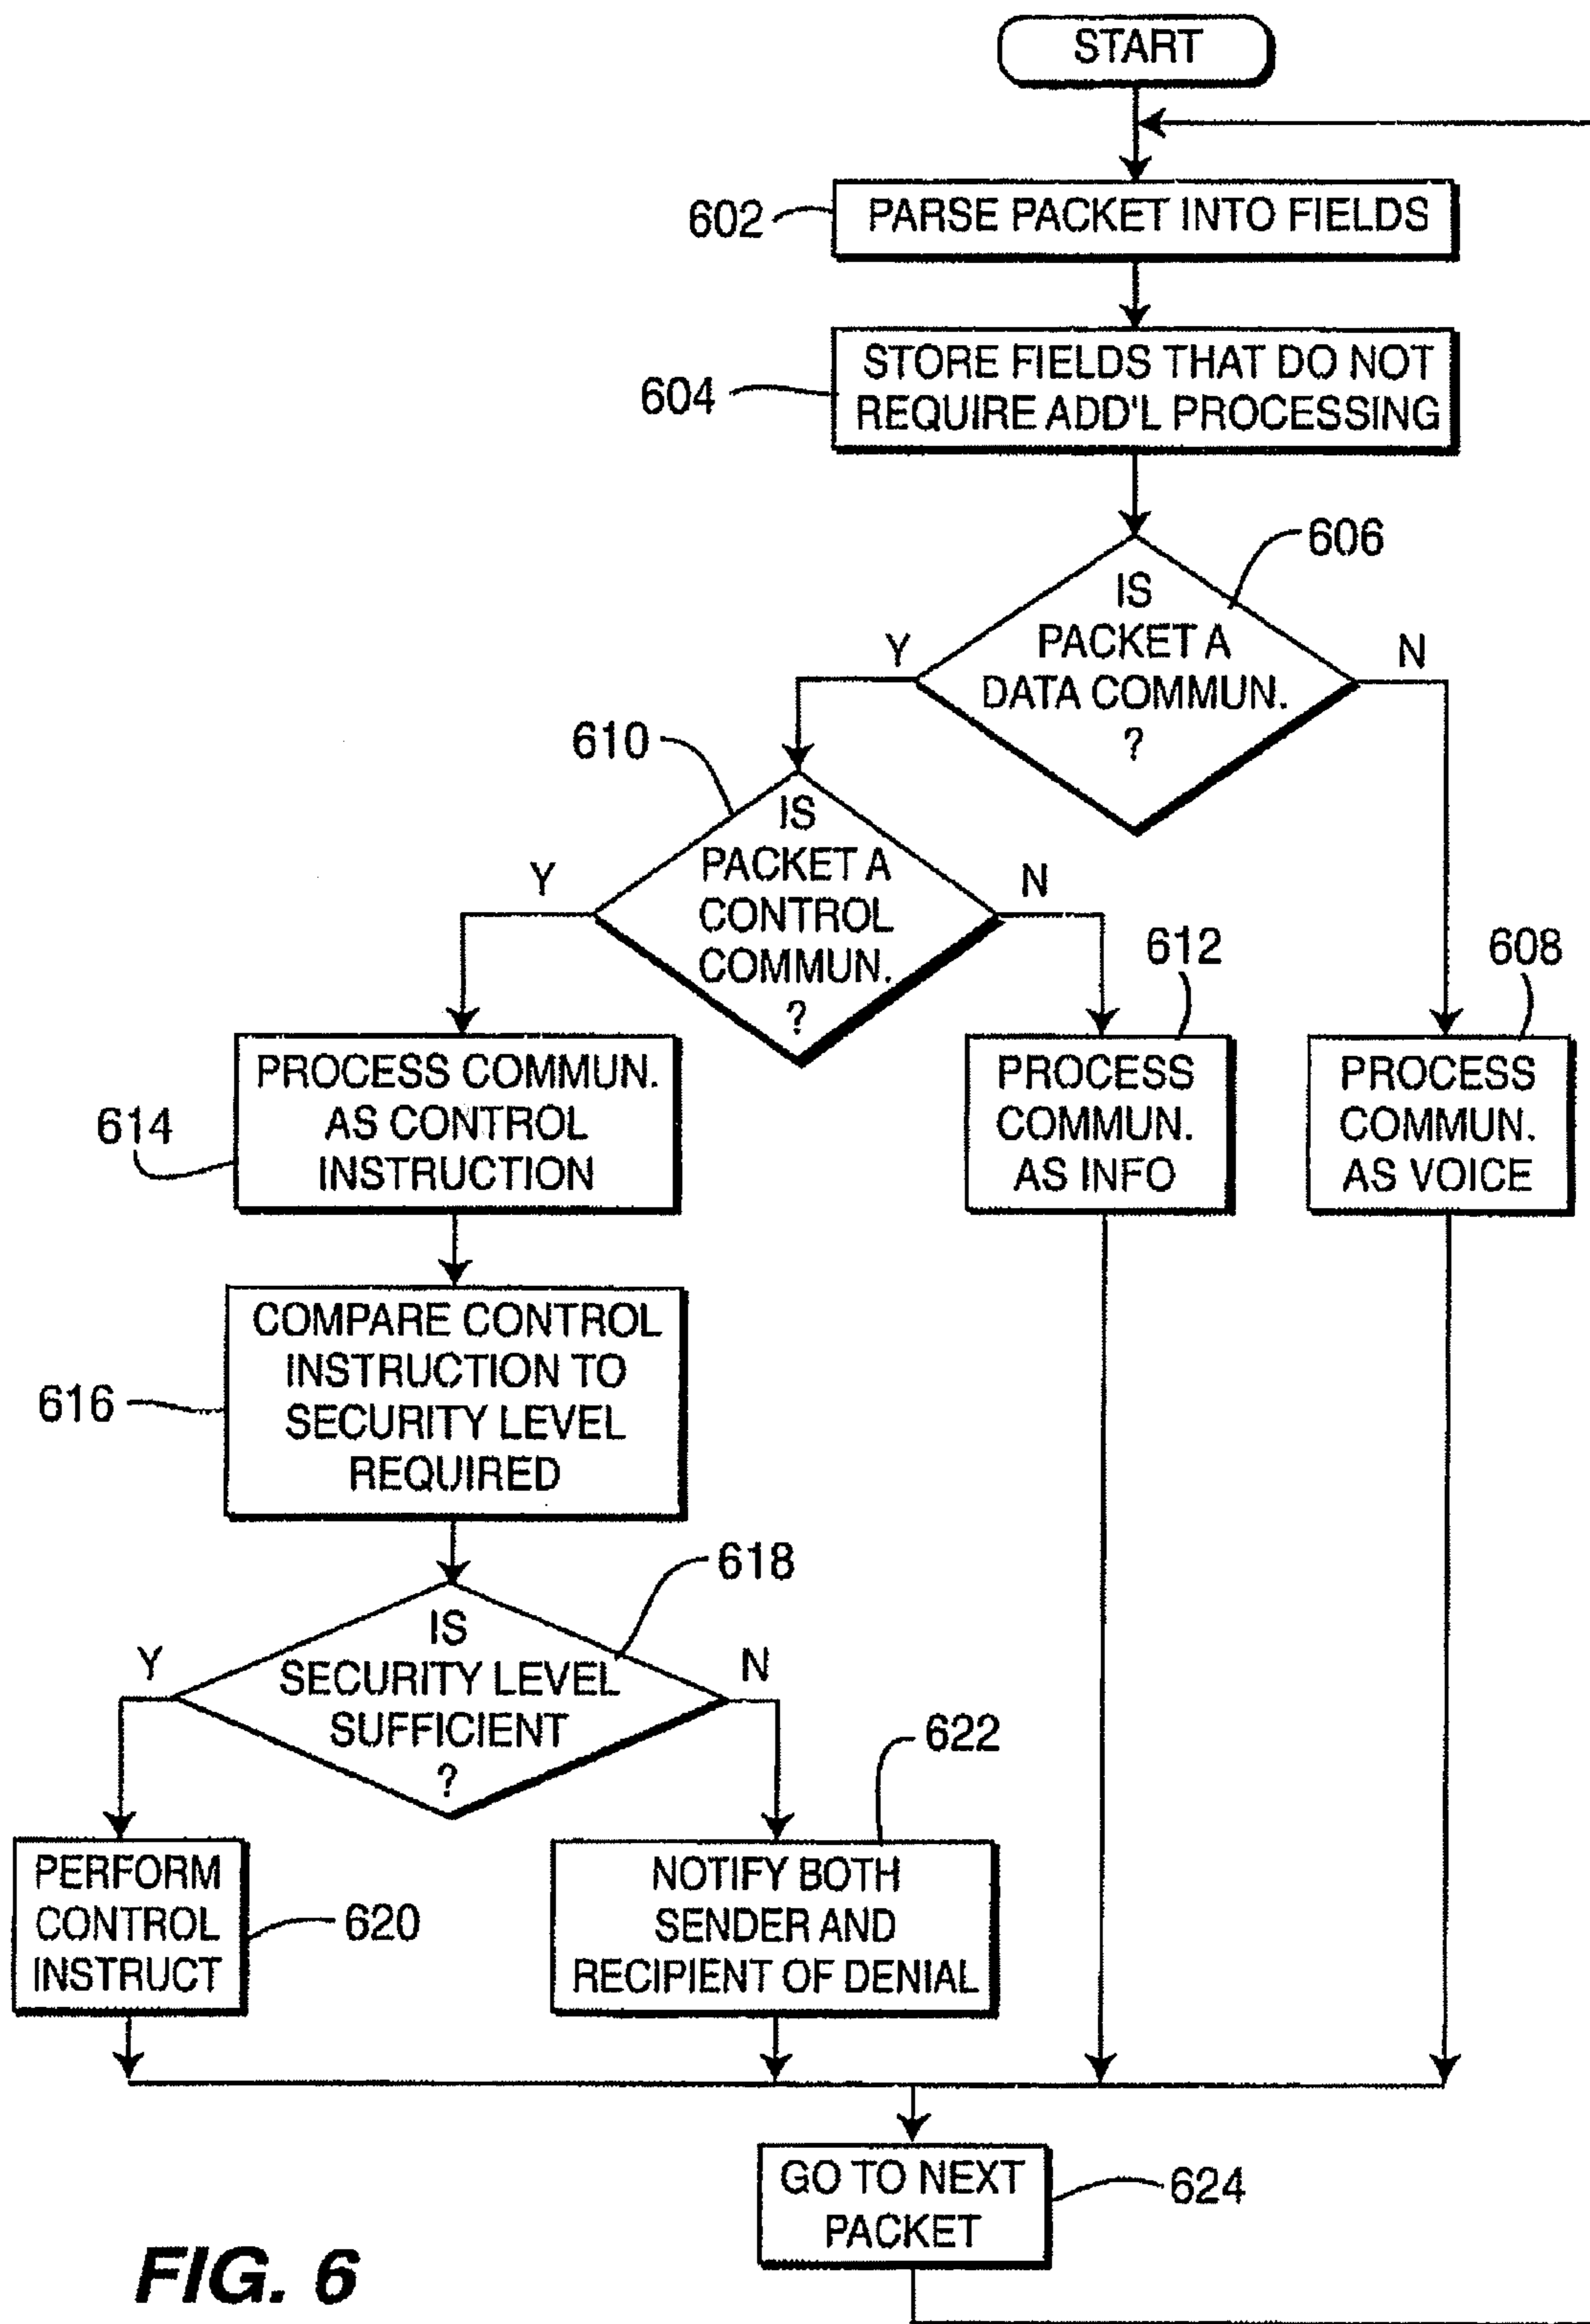 START
602
PARSE PACKET INTO FIELDS
604
STORE FIELDS THAT DO NOT
REQUIRE ADD'L PROCESSING
606
IS
PACKET A
DATA COMMUN.
?
Y
N
610
IS
PACKET A
CONTROL
COMMUN.
?
Y
N
612
608
614
PROCESS COMMUN.
AS CONTROL
INSTRUCTION
PROCESS
COMMUN.
AS INFO
PROCESS
COMMUN.
AS VOICE
616
COMPARE CONTROL
INSTRUCTION TO
SECURITY LEVEL
REQUIRED
618
IS
SECURITY LEVEL
SUFFICIENT
?
Y
N
622
PERFORM
CONTROL
INSTRUCT
620
NOTIFY BOTH
SENDER AND
RECIPIENT OF DENIAL
GO TO NEXT
PACKET
624
FIG. 6